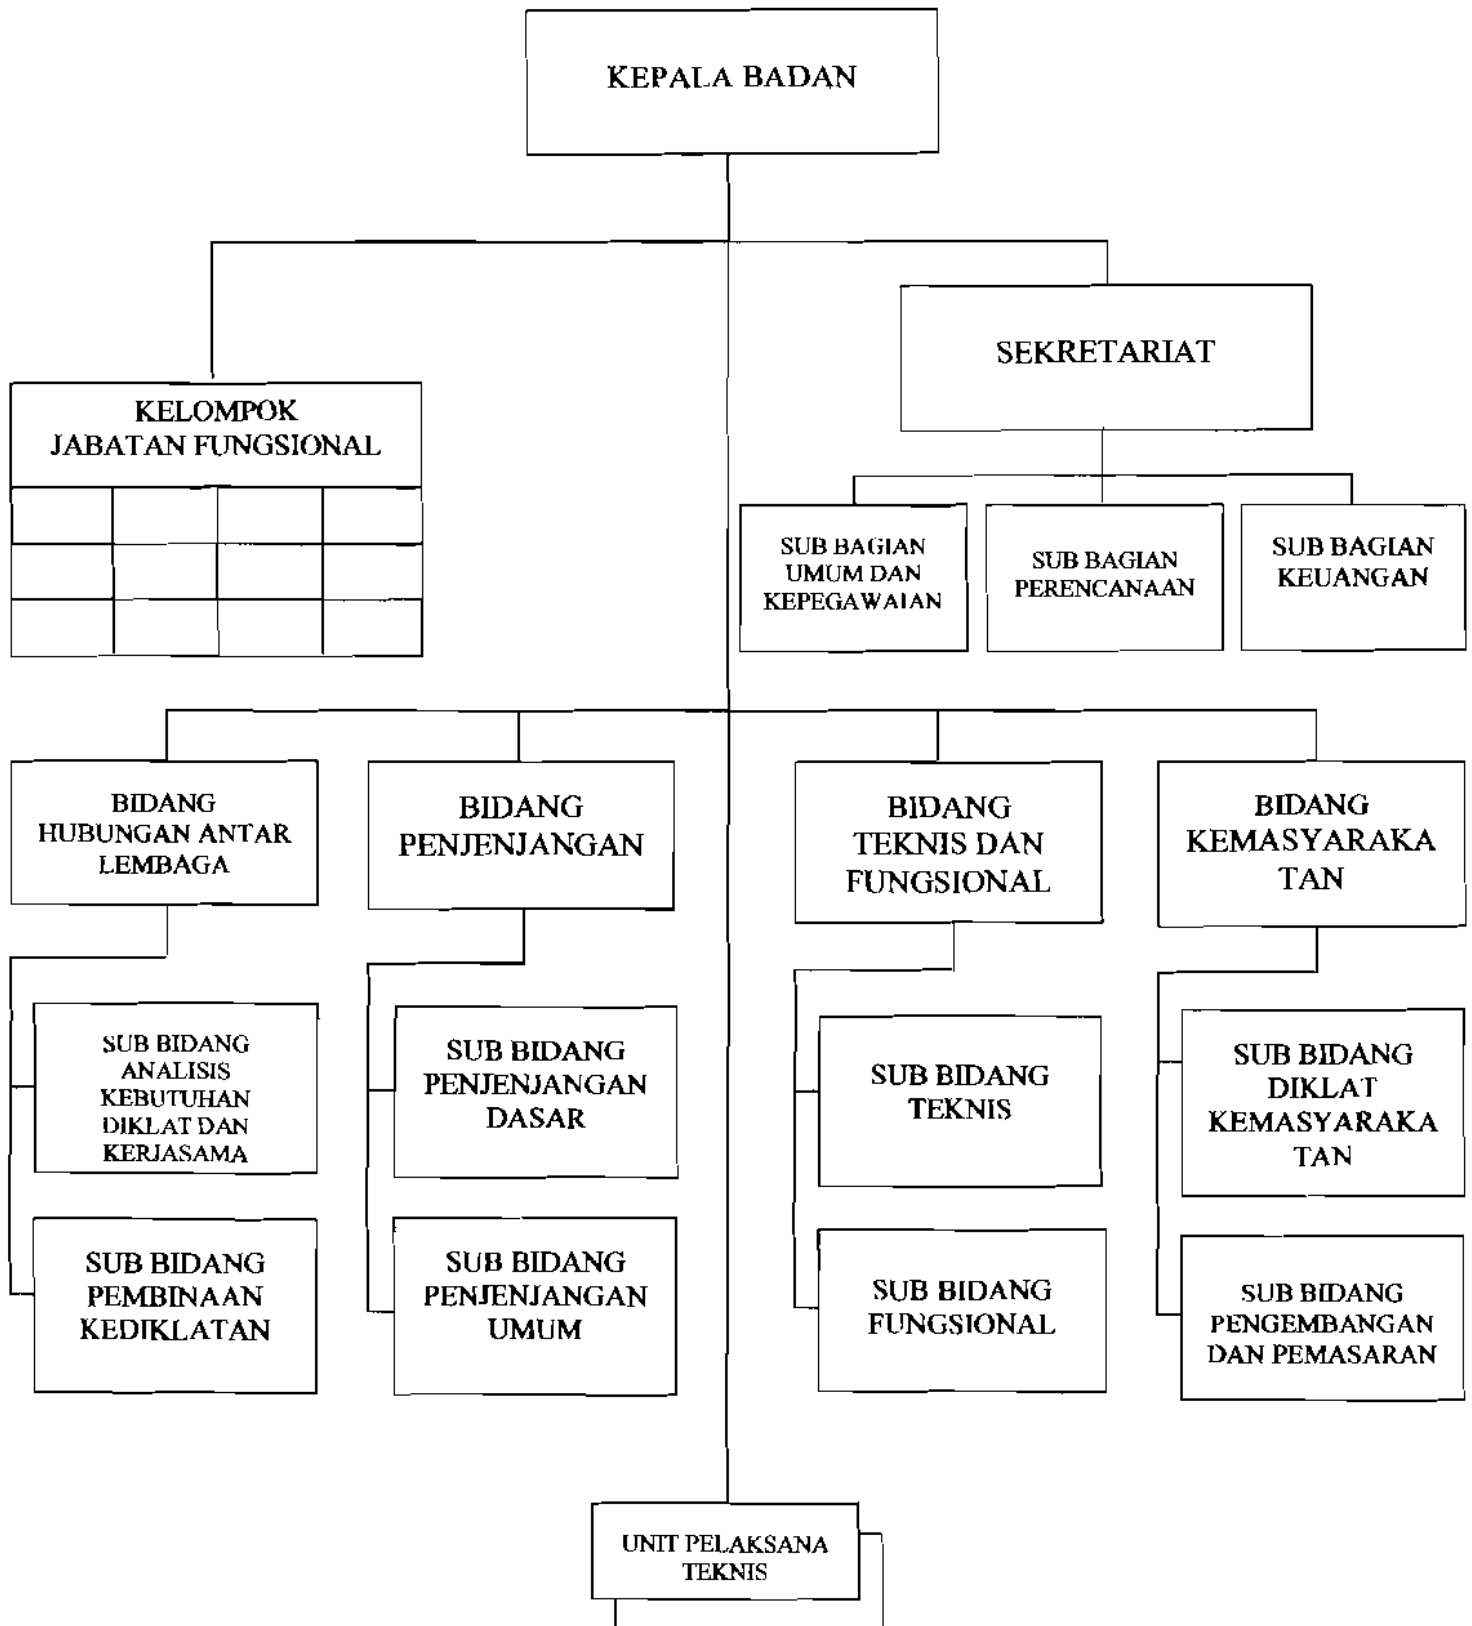 KEPALA BADAN
SEKRETARIAT
KELOMPOK
JABATAN FUNGSIONAL
SUB BAGIAN
UMUM DAN
KEPEGAWAIAN
SUB BAGIAN
PERENCANAAN
SUB BAGIAN
KEUANGAN
BIDANG
HUBUNGAN ANTAR
LEMBAGA
BIDANG
PENJENJANGAN
BIDANG
TEKNIS DAN
FUNGSIONAL
BIDANG
KEMASYARAKA
TAN
SUB BIDANG
ANALISIS
KEBUTUHAN
DIKLAT DAN
KERJASAMA
SUB BIDANG
PENJENJANGAN
DASAR
SUB BIDANG
TEKNIS
SUB BIDANG
DIKLAT
KEMASYARAKA
TAN
SUB BIDANG
PEMBINAAN
KEDIKLATAN
SUB BIDANG
PENJENJANGAN
UMUM
SUB BIDANG
FUNGSIONAL
SUB BIDANG
PENGEMBANGAN
DAN PEMASARAN
UNIT PELAKSANA
TEKNIS